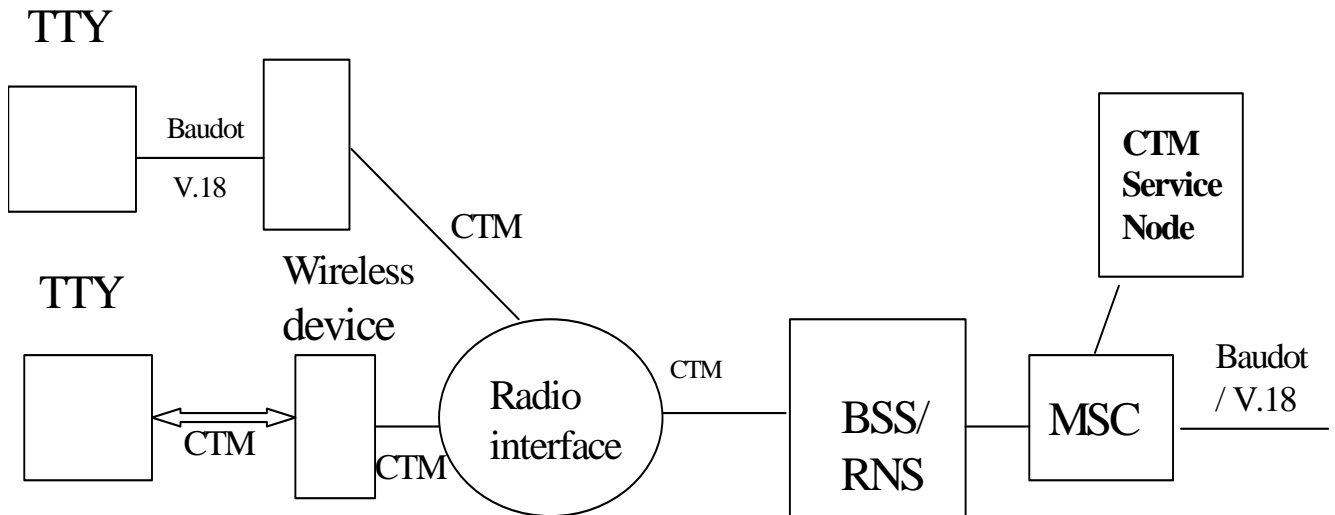 TTY
Baudot
V.18
CTM
CTM
Service
Node
Wireless
device
TTY
CTM
CTM
Radio
interface
CTM
BSS/
RNS
MSC
Baudot
/ V.18